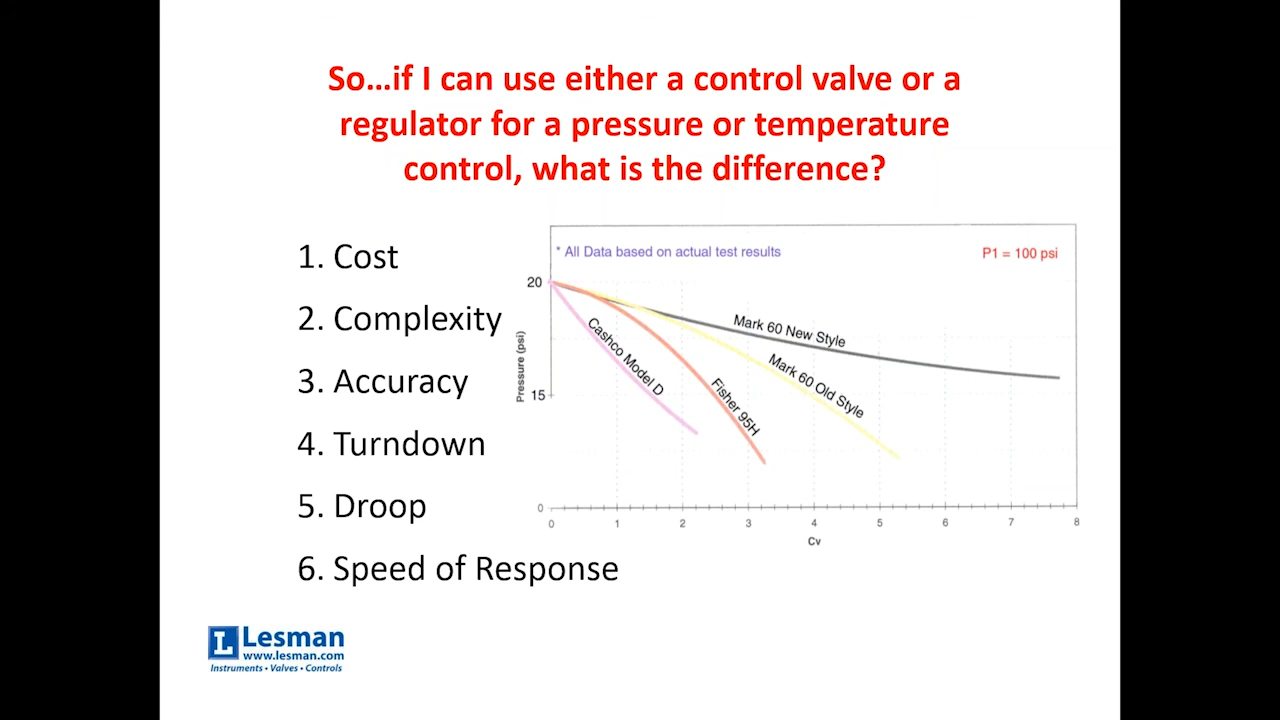 So...if I can use either a control valve or a
regulator for a pressure or temperature
control, what is the difference?
1. Cost
2. Complexity
3. Accuracy
4. Turndown
5. Droop
6. Speed of Response
* All Data based on actual test results
P1 = 100 psi
20
15
0
Pressure (psi)
Mark 60 New Style
Mark 60 Old Style
Cashco Model D
Fisher 95H
0 1 2 3 4 5 6 7 8
Cv
L Lesman
www.lesman.com
Instruments • Valves • Controls